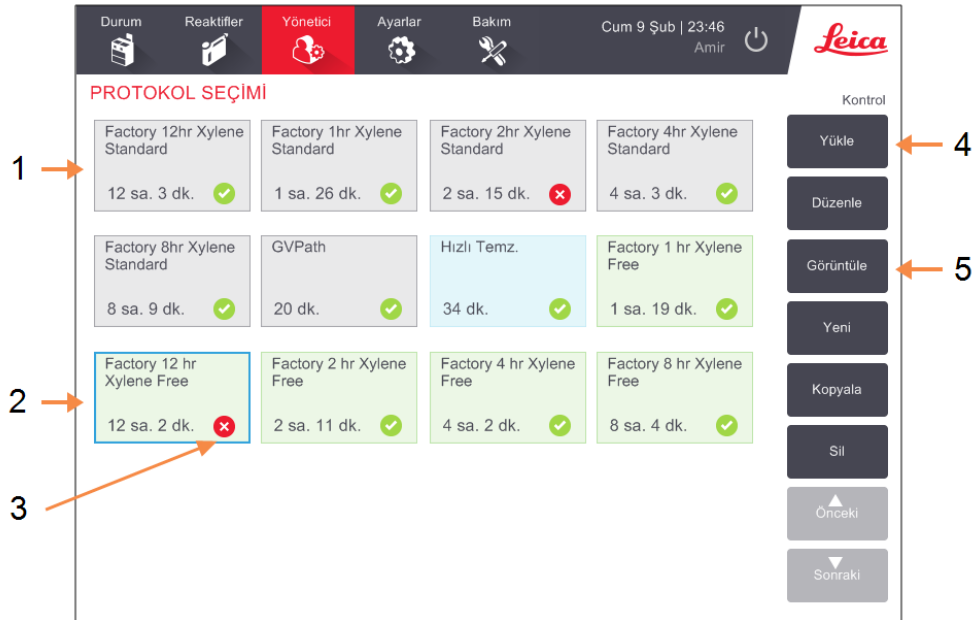 Durum
Reaktifler
Yönetici
Ayarlar
Bakım
Cum 9 Şub | 23:46
Amir
Leica
PROTOKOL SEÇİMİ
Kontrol
Factory 12hr Xylene
Standard
12 sa. 3 dk.
Factory 1hr Xylene
Standard
1 sa. 26 dk.
Factory 2hr Xylene
Standard
2 sa. 15 dk.
Factory 4hr Xylene
Standard
4 sa. 3 dk.
Factory 8hr Xylene
Standard
8 sa. 9 dk.
GVPath
20 dk.
Hızlı Temz.
34 dk.
Factory 1 hr Xylene
Free
1 sa. 19 dk.
Factory 12 hr
Xylene Free
12 sa. 2 dk.
Factory 2 hr Xylene
Free
2 sa. 11 dk.
Factory 4 hr Xylene
Free
4 sa. 2 dk.
Factory 8 hr Xylene
Free
8 sa. 4 dk.
Yükle
Düzenle
Görüntüle
Yeni
Kopyala
Sil
Önceki
Sonraki
1
2
3
4
5